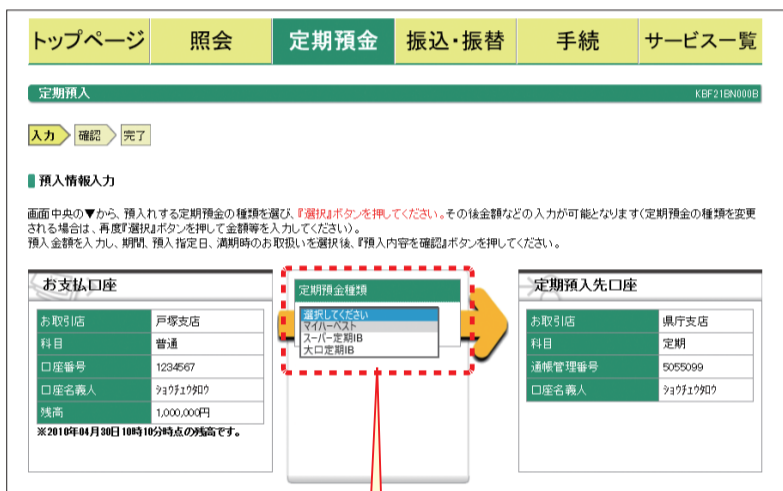 トップページ 照会 定期預金 振込・振替 手続 サービス一覧
定期預入 KBF21BN000B
入力 確認 完了
預入情報入力
画面中央の▼から、預入れする定期預金の種類を選び、『選択』ボタンを押してください。その後金額などの入力が可能となります(定期預金の種類を変更
される場合は、再度『選択』ボタンを押して金額等を入力してください)。
預入金額を入力し、期間、預入指定日、満期時のお取扱いを選択後、『預入内容を確認』ボタンを押してください。
お支払口座
お取引店 戸塚支店
科目 普通
口座番号 1234567
口座名義人 ショウチュウタロウ
残高 1,000,000円
※2010年04月30日10時10分時点の残高です。
定期預金種類
選択してください
マイハーベスト
スーパー定期IB
大口定期IB
定期預入先口座
お取引店 県庁支店
科目 定期
通帳管理番号 5055099
口座名義人 ショウチュウタロウ